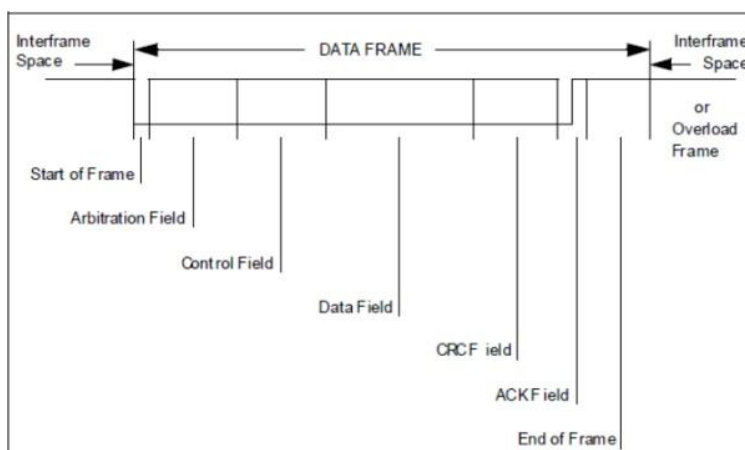 Interframe
Space
DATA FRAME
Interframe
Space
or
Overload
Frame
Start of Frame
Arbitration Field
Control Field
Data Field
CRCF ield
ACKF ield
End of Frame